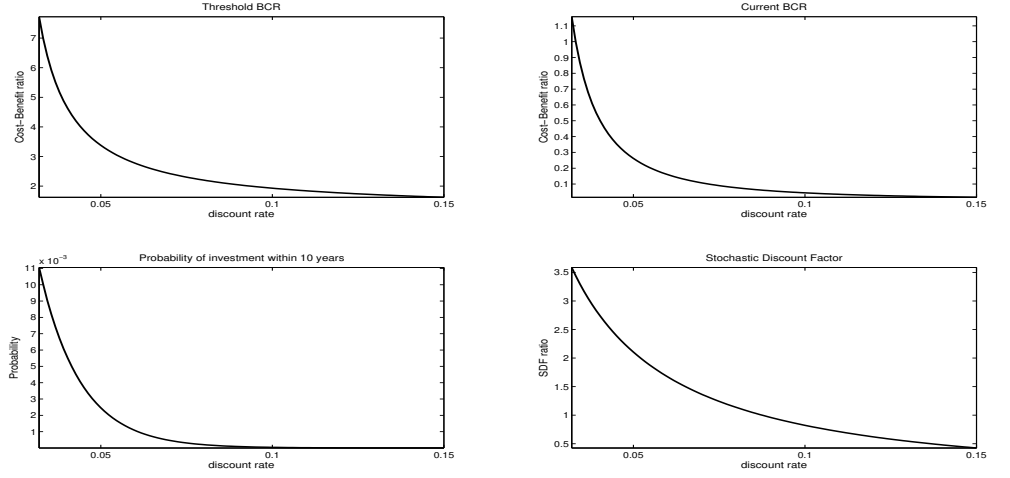 Threshold BCR
7
6
5
4
3
2
Cost–Benefit ratio
0.05 0.1 0.15
discount rate
Current BCR
1.1
1
0.9
0.8
0.7
0.6
0.5
0.4
0.3
0.2
0.1
Cost–Benefit ratio
0.05 0.1 0.15
discount rate
Probability of investment within 10 years
x 10⁻³
11
10
9
8
7
6
5
4
3
2
1
Probability
0.05 0.1 0.15
discount rate
Stochastic Discount Factor
3.5
3
2.5
2
1.5
1
0.5
SDF ratio
0.05 0.1 0.15
discount rate